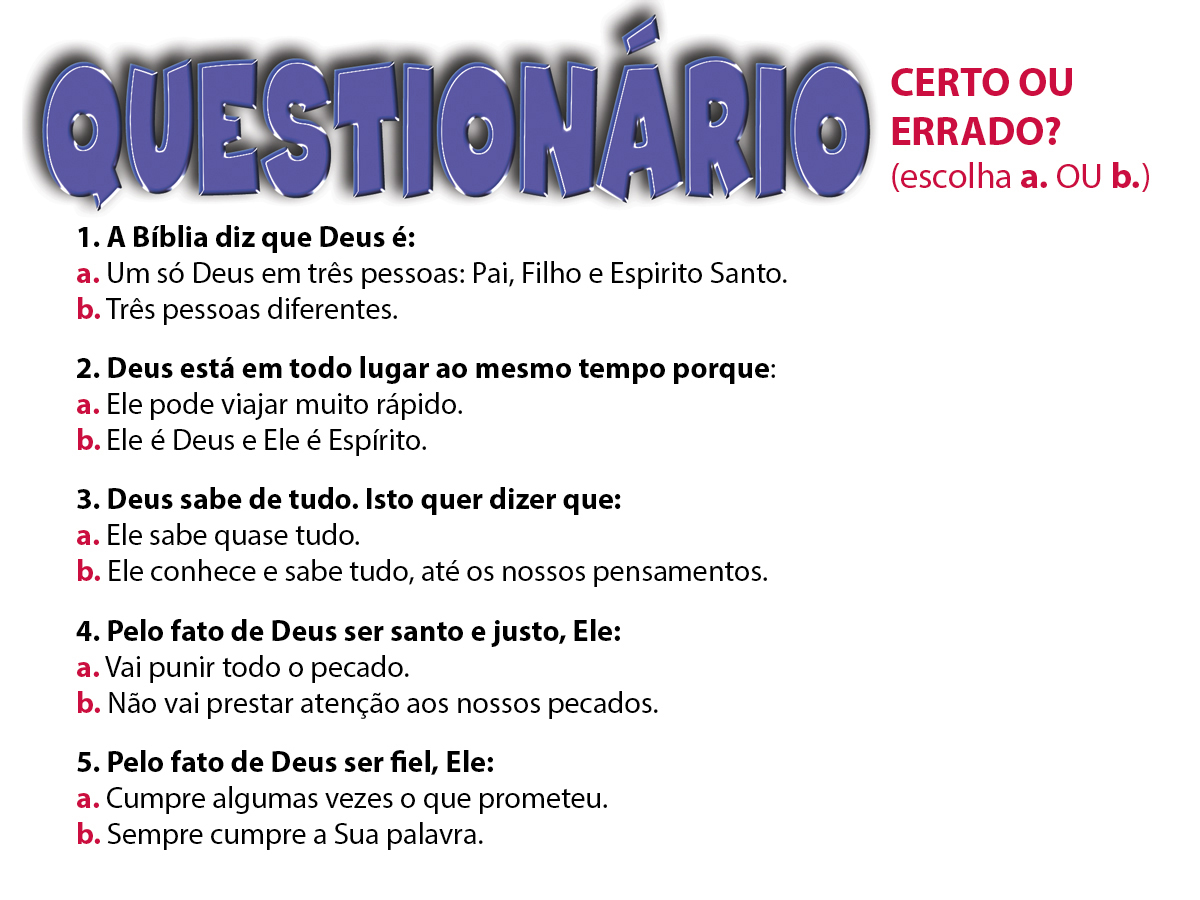 QUESTIONÁRIO
CERTO OU
ERRADO?
(escolha a. OU b.)
1. A Bíblia diz que Deus é:
a. Um só Deus em três pessoas: Pai, Filho e Espirito Santo.
b. Três pessoas diferentes.
2. Deus está em todo lugar ao mesmo tempo porque:
a. Ele pode viajar muito rápido.
b. Ele é Deus e Ele é Espírito.
3. Deus sabe de tudo. Isto quer dizer que:
a. Ele sabe quase tudo.
b. Ele conhece e sabe tudo, até os nossos pensamentos.
4. Pelo fato de Deus ser santo e justo, Ele:
a. Vai punir todo o pecado.
b. Não vai prestar atenção aos nossos pecados.
5. Pelo fato de Deus ser fiel, Ele:
a. Cumpre algumas vezes o que prometeu.
b. Sempre cumpre a Sua palavra.